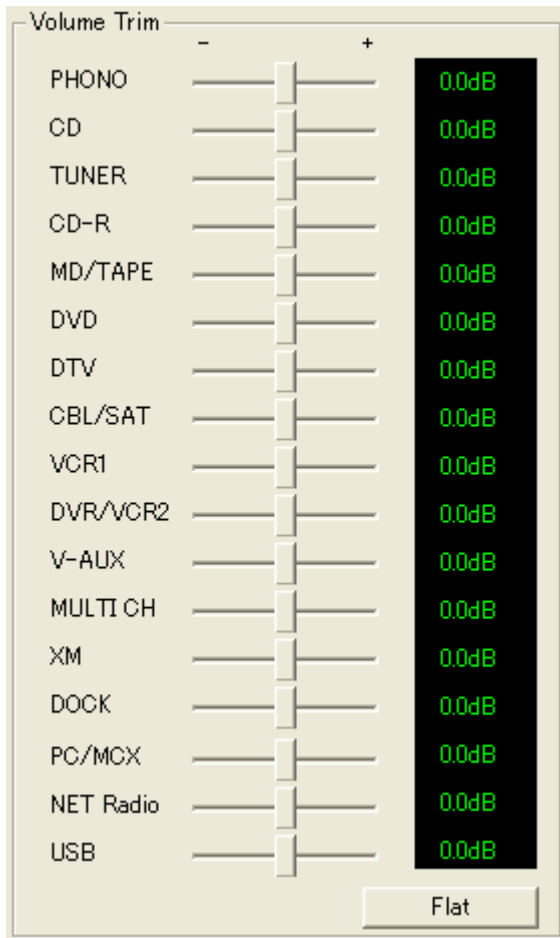 Volume Trim
- +
PHONO 0.0dB
CD 0.0dB
TUNER 0.0dB
CD-R 0.0dB
MD/TAPE 0.0dB
DVD 0.0dB
DTV 0.0dB
CBL/SAT 0.0dB
VCR1 0.0dB
DVR/VCR2 0.0dB
V-AUX 0.0dB
MULTI CH 0.0dB
XM 0.0dB
DOCK 0.0dB
PC/MCX 0.0dB
NET Radio 0.0dB
USB 0.0dB
Flat